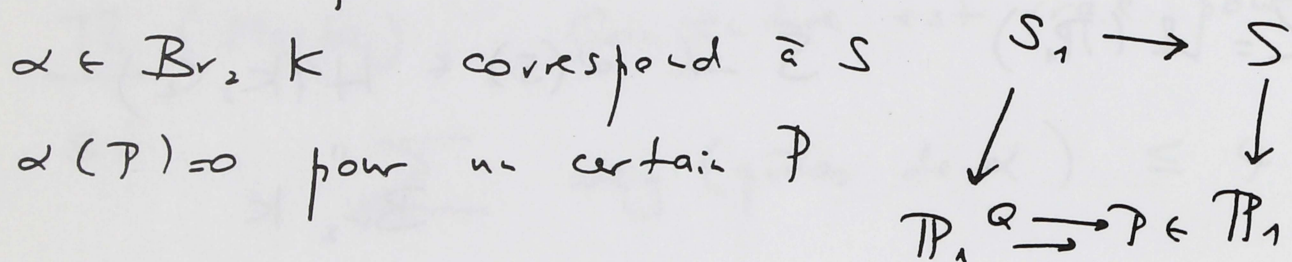 α ∈ Br₂ K correspond à S S₁ → S
α(P)=0 pour un certain P
ℙ₁ Q → P ∈ ℙ₁